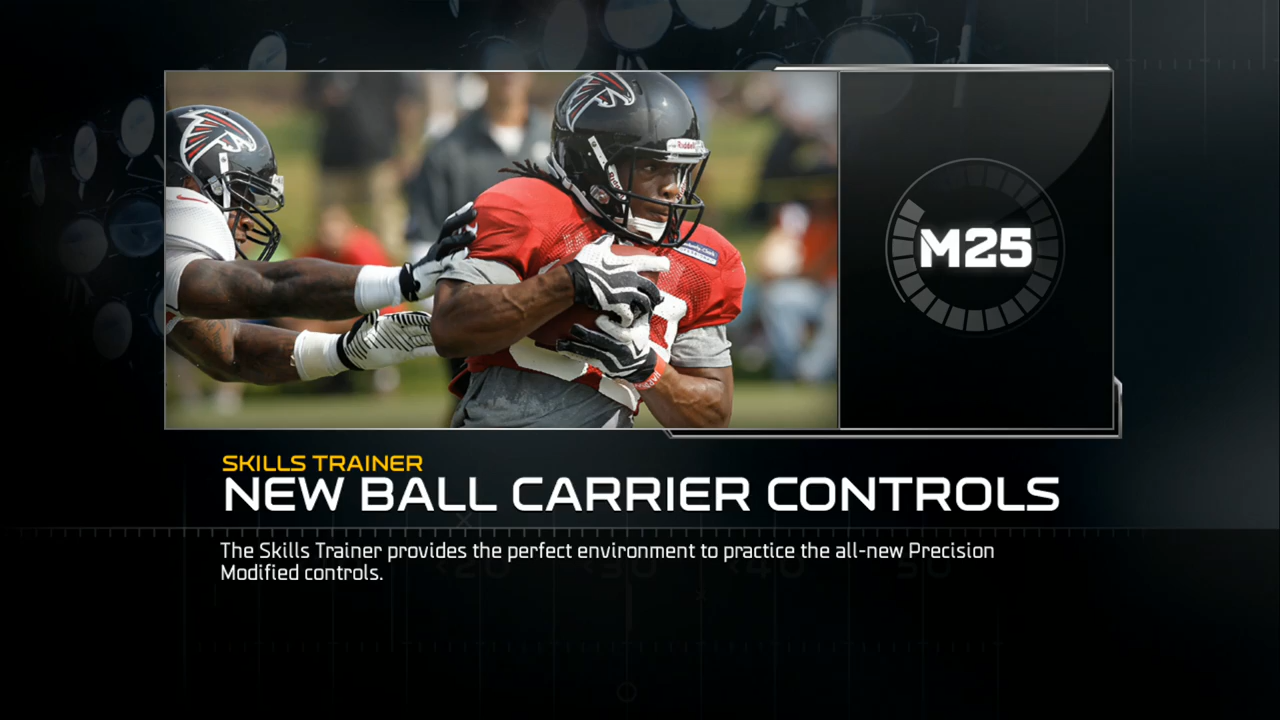 Riddell
M25
SKILLS TRAINER
NEW BALL CARRIER CONTROLS
The Skills Trainer provides the perfect environment to practice the all-new Precision
Modified controls.